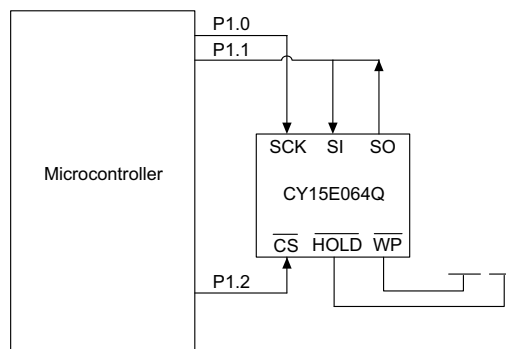 P1.0
P1.1
SCK SI SO
Microcontroller
CY15E064Q
CS HOLD WP
P1.2